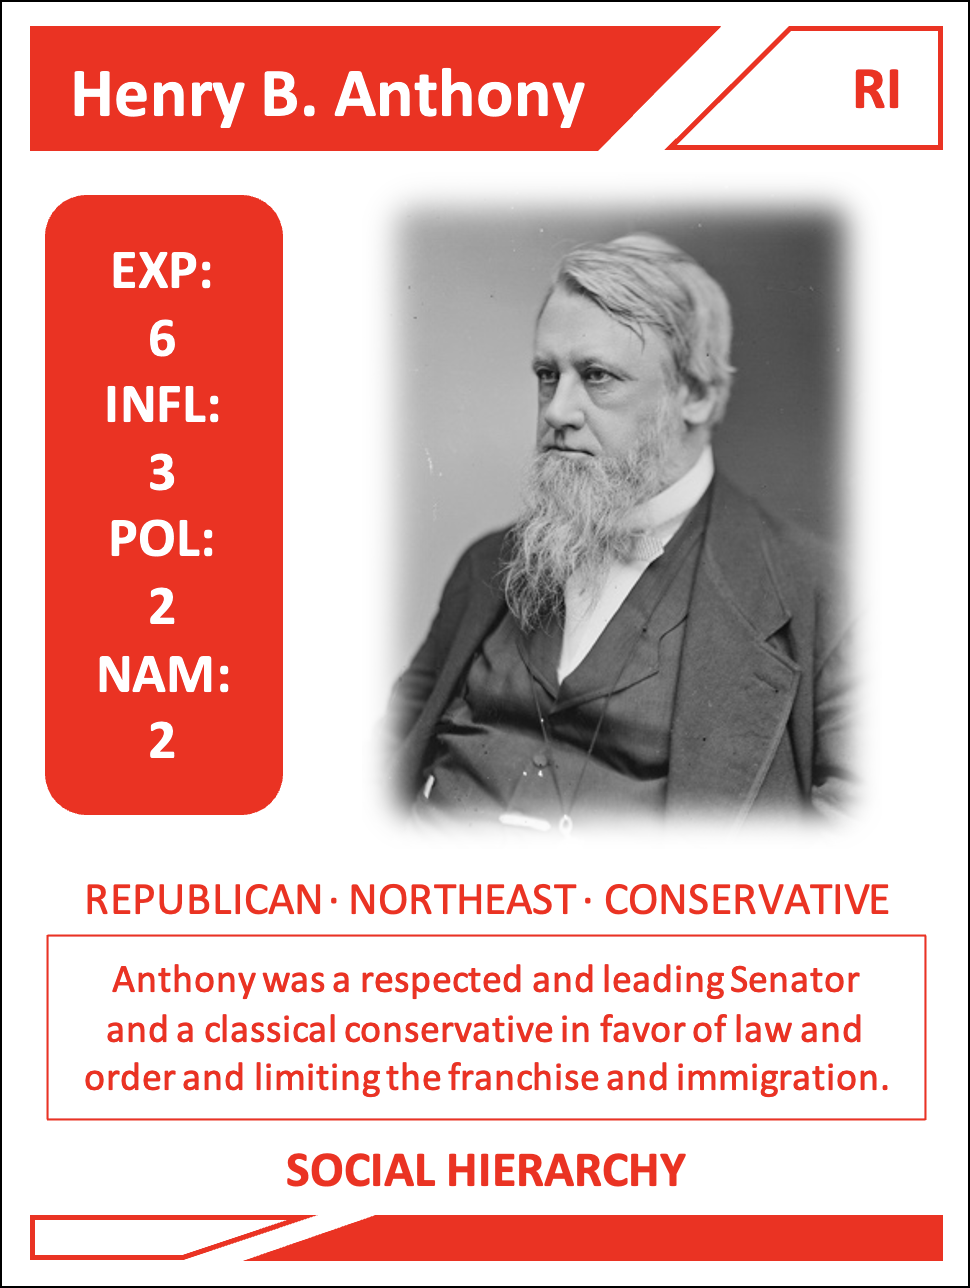 Henry B. Anthony
RI
EXP:
6
INFL:
3
POL:
2
NAM:
2
REPUBLICAN · NORTHEAST · CONSERVATIVE
Anthony was a respected and leading Senator
and a classical conservative in favor of law and
order and limiting the franchise and immigration.
SOCIAL HIERARCHY